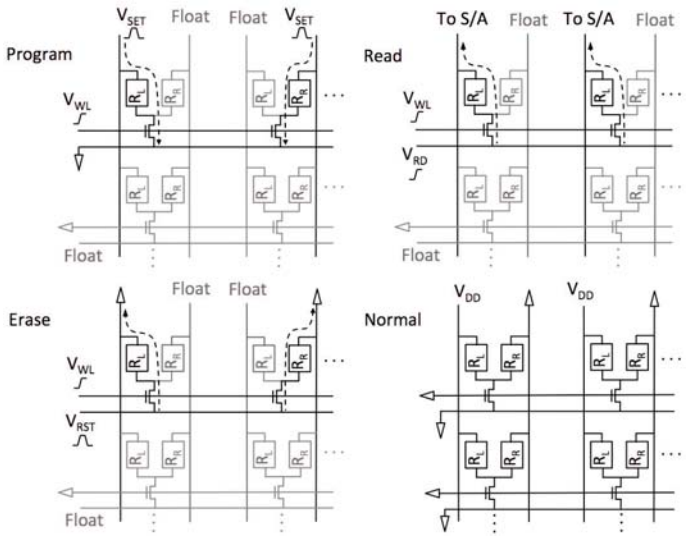 V_SET Float Float V_SET
Program
R_L R_R R_L R_R ...
V_WL
R_L R_R R_L R_R ...
Float
To S/A Float To S/A Float
Read
R_L R_R R_L R_R ...
V_WL
V_RD
R_L R_R R_L R_R ...
Float
Float Float
Erase
R_L R_R R_L R_R ...
V_WL
V_RST
R_L R_R R_L R_R ...
Float
V_DD V_DD
Normal
R_L R_R R_L R_R ...
R_L R_R R_L R_R ...